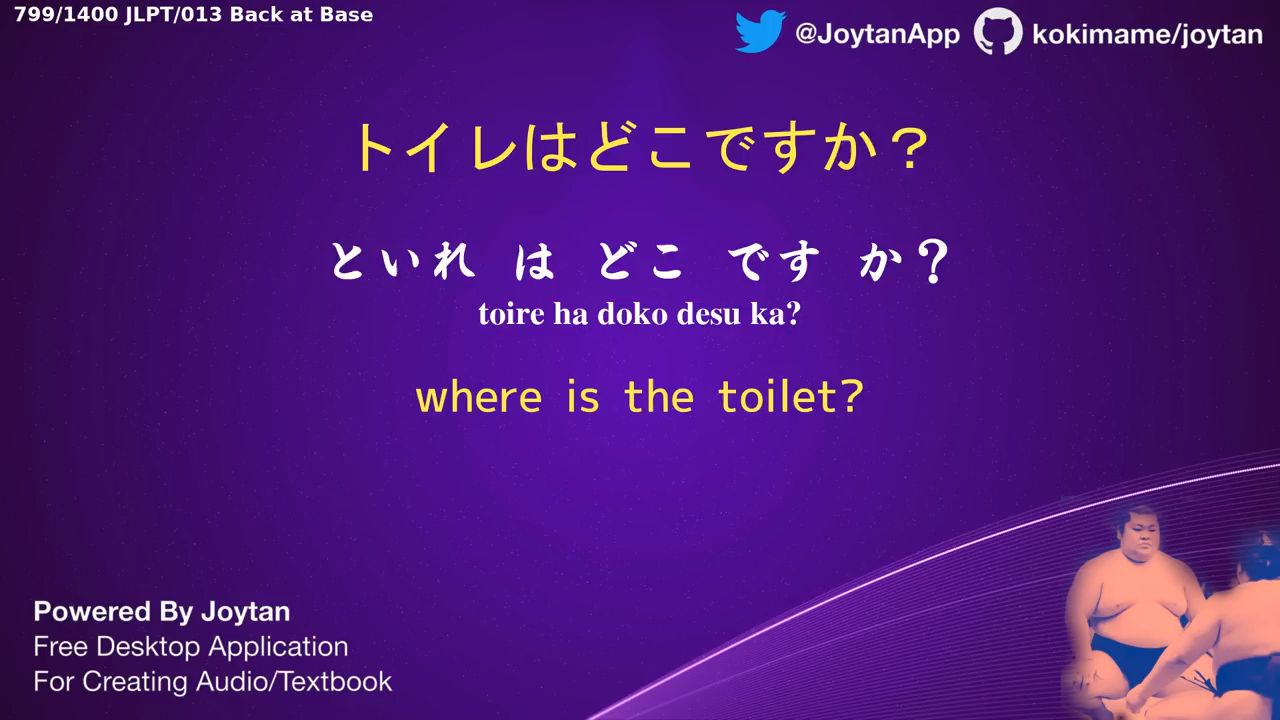 799/1400 JLPT/013 Back at Base
@JoytanApp kokimame/joytan
トイレはどこですか？
といれ は どこ です か？
toire ha doko desu ka?
where is the toilet?
Powered By Joytan
Free Desktop Application
For Creating Audio/Textbook